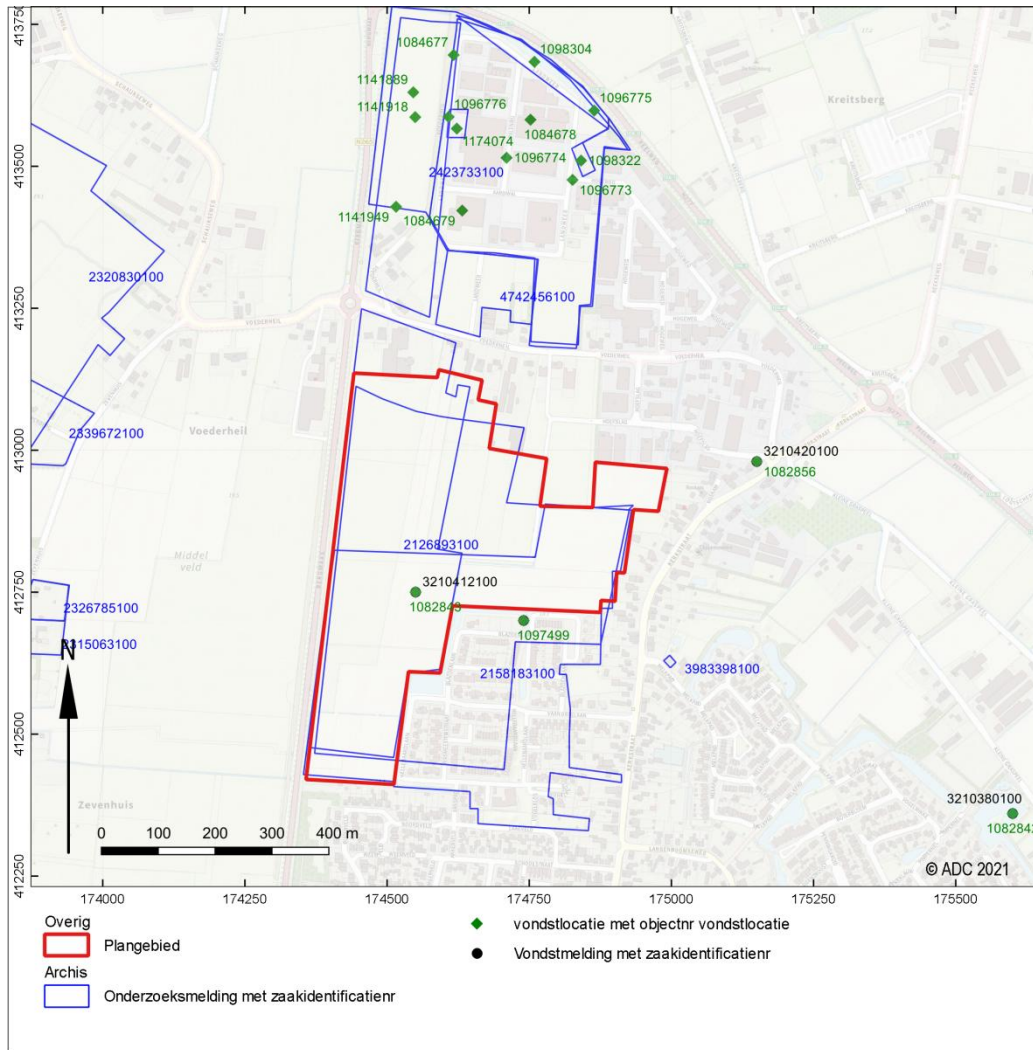 413750
413500
413250
413000
412750
412500
412250
1084677
1098304
1141889
1141918
1096776
1096775
1174074
1084678
1096774
1098322
2423733100
1096773
1141949
1084679
Kreitsberg
2320830100
4742456100
2339672100
Voederheil
3210420100
1082856
2126893100
Middel
veld
3210412100
1082843
2326785100
2315063100
1097499
2158183100
3983398100
N
Zevenhuis
3210380100
1082842
0 100 200 300 400 m
© ADC 2021
174000 174250 174500 174750 175000 175250 175500
Overig
Plangebied
Archis
Onderzoeksmelding met zaakidentificatienr
vondstlocatie met objectnr vondstlocatie
Vondstmelding met zaakidentificatienr